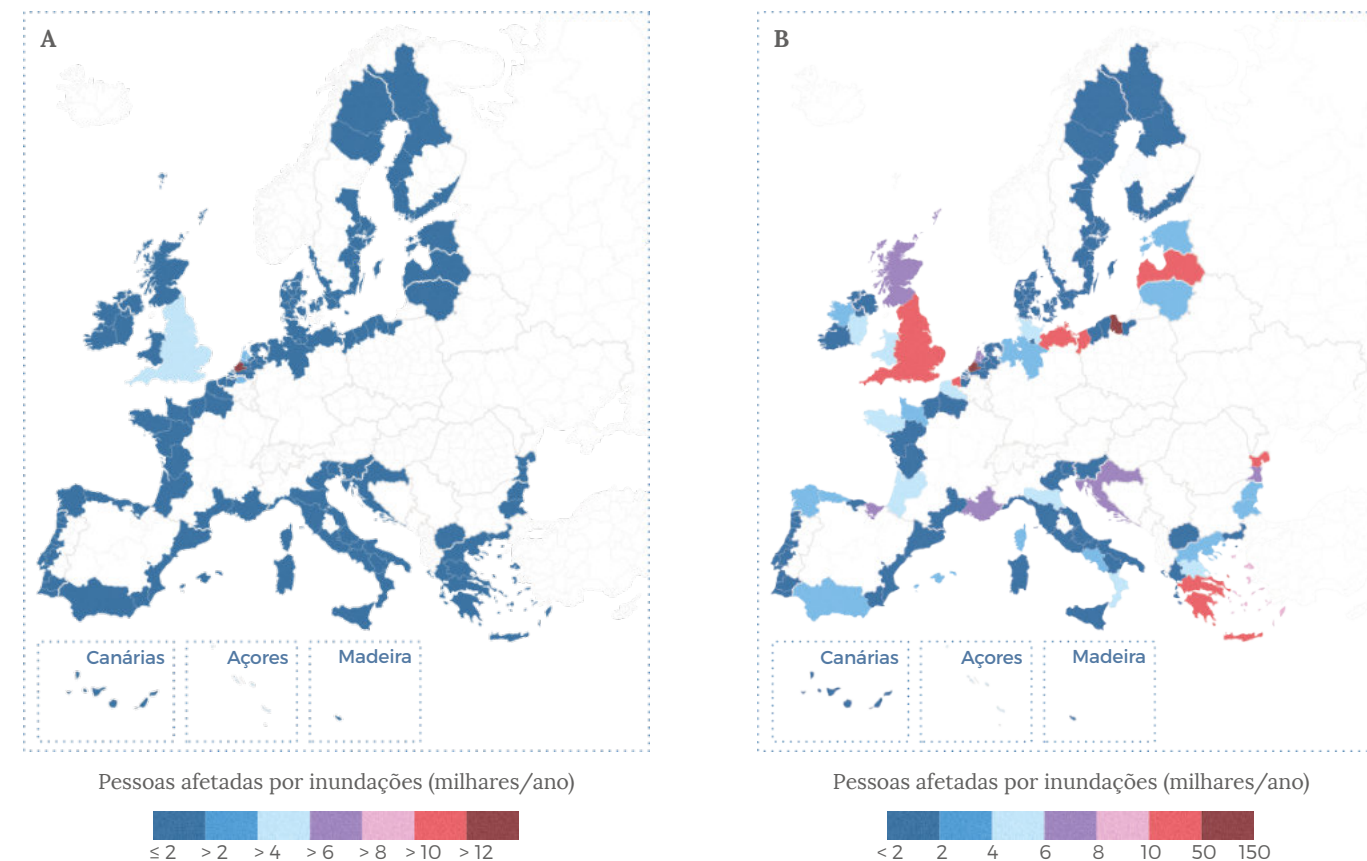 A
Canárias
Açores
Madeira
Pessoas afetadas por inundações (milhares/ano)
≤ 2 > 2 > 4 > 6 > 8 > 10 > 12
B
Canárias
Açores
Madeira
Pessoas afetadas por inundações (milhares/ano)
< 2 2 4 6 8 10 50 150